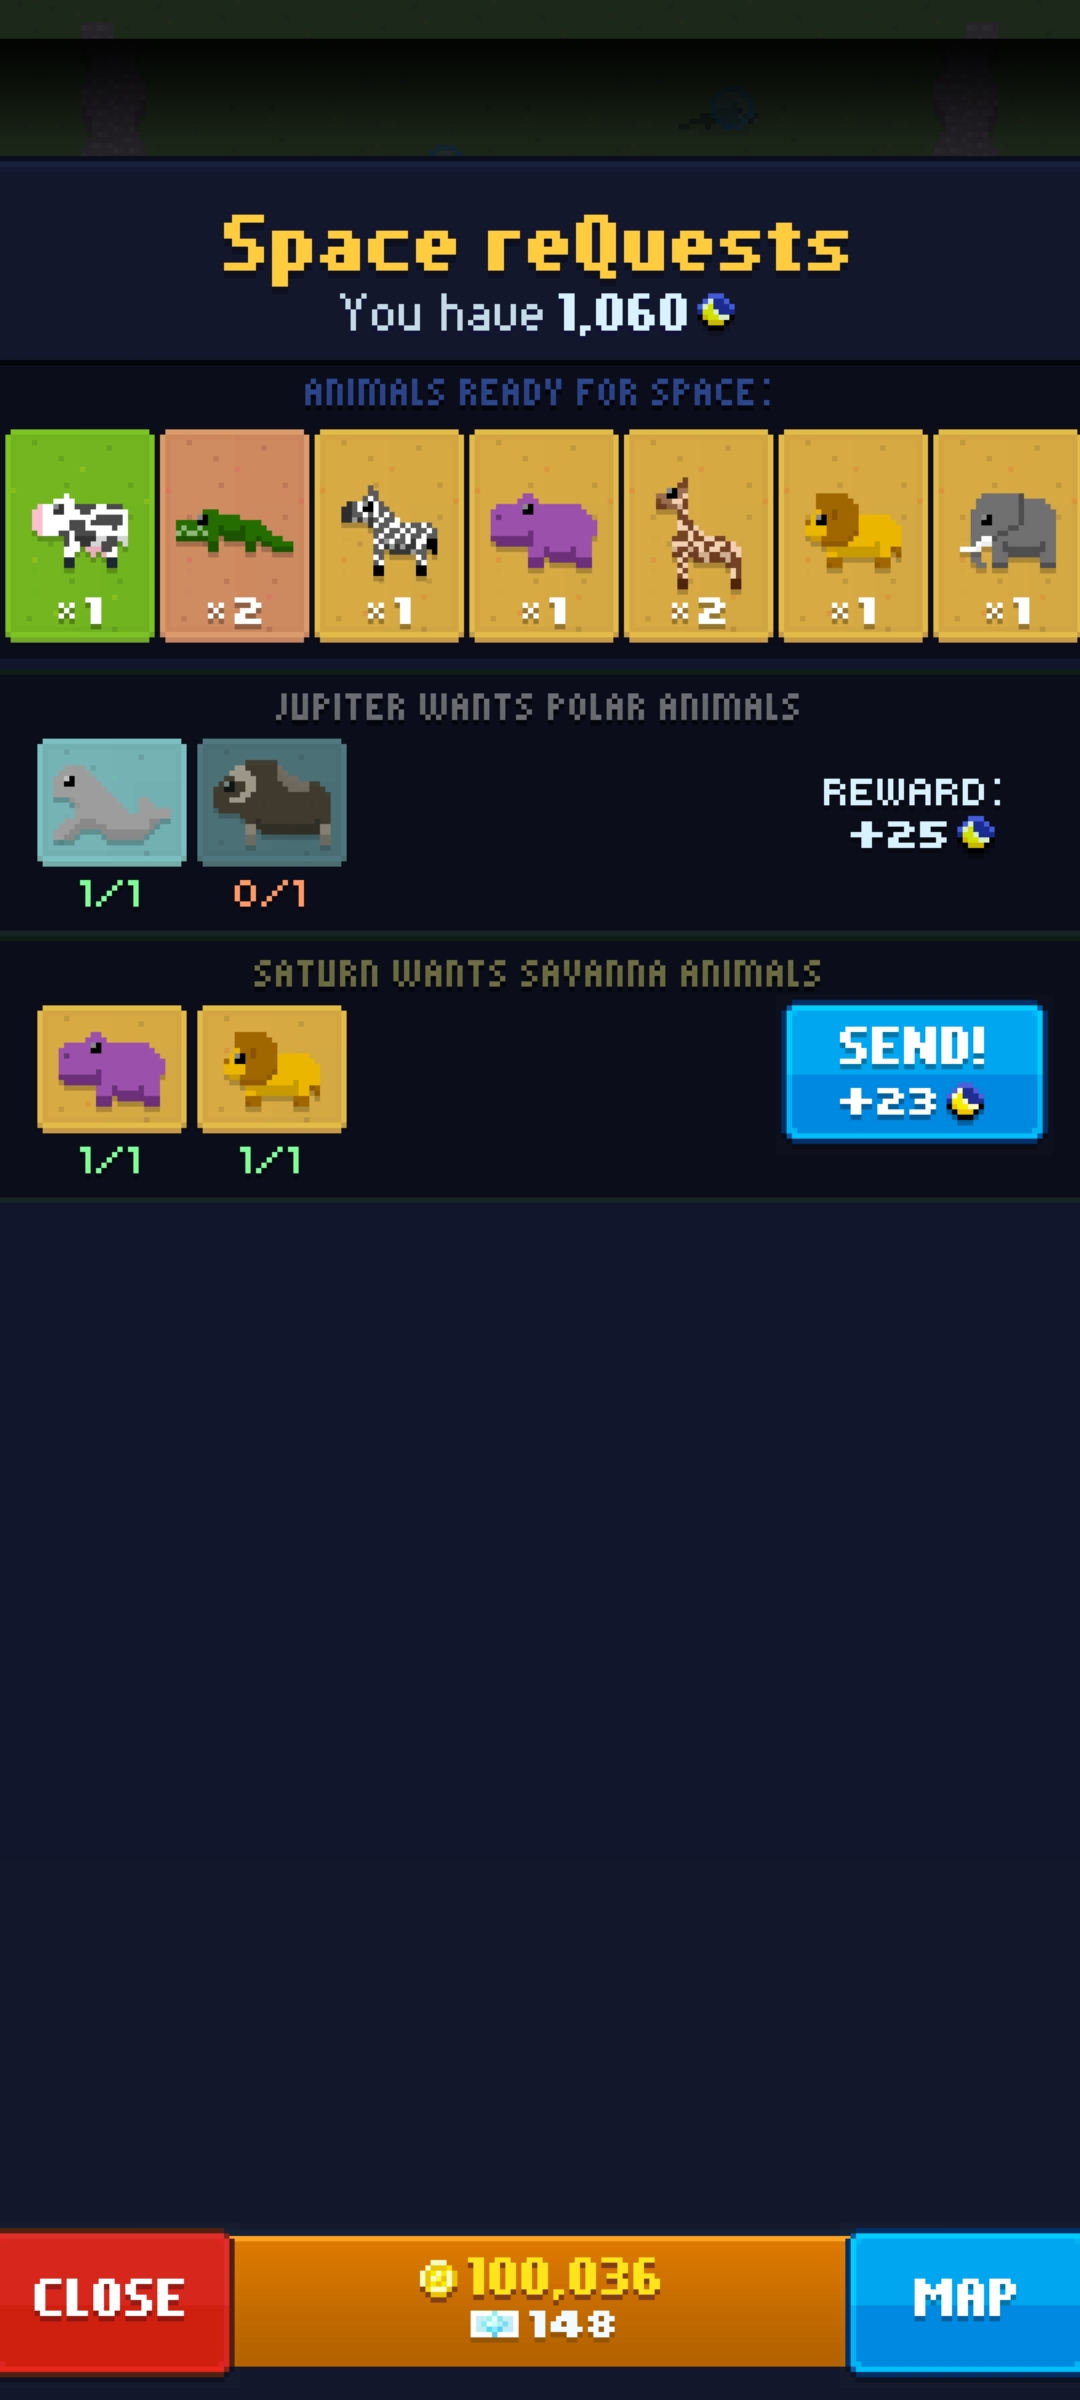 Space reQuests
You have 1,060
ANIMALS READY FOR SPACE:
×1 ×2 ×1 ×1 ×2 ×1 ×1
JUPITER WANTS POLAR ANIMALS
REWARD:
+25
1/1 0/1
SATURN WANTS SAVANNA ANIMALS
SEND!
+23
1/1 1/1
CLOSE
100,036
148
MAP